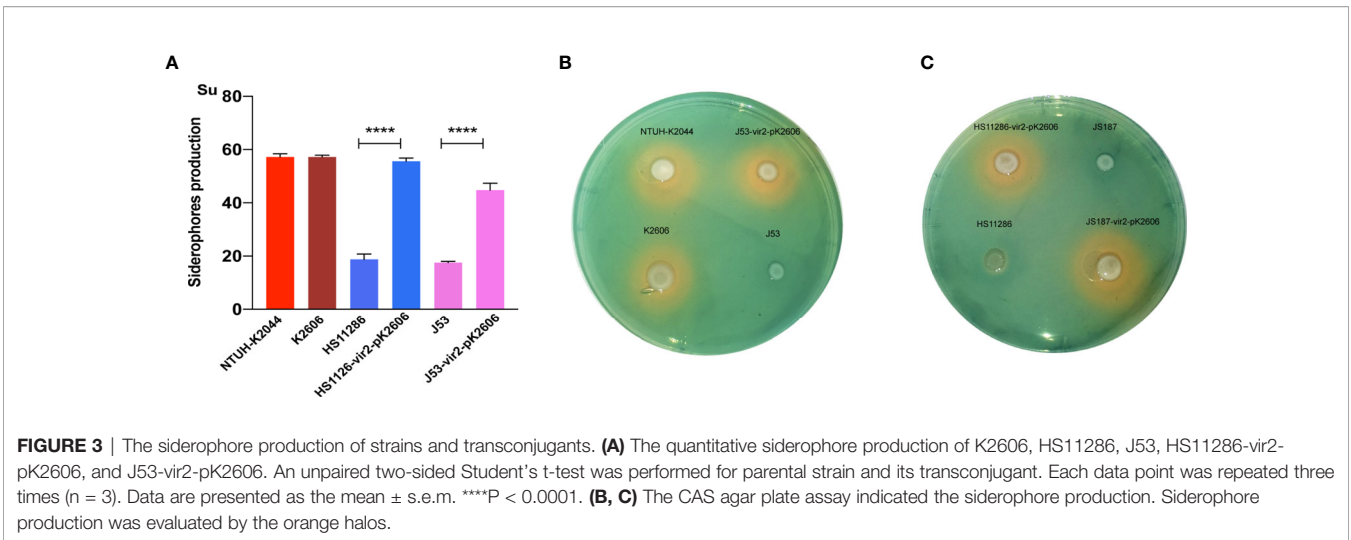 A
B
C
Su
80
60
40
20
0
Siderophores production
****
****
NTUH-K2044
K2606
HS11286
HS1126-vir2-pK2606
J53
J53-vir2-pK2606
NTUH-K2044
J53-vir2-pK2606
K2606
J53
HS11286-vir2-pK2606
JS187
HS11286
JS187-vir2-pK2606
FIGURE 3 | The siderophore production of strains and transconjugants. (A) The quantitative siderophore production of K2606, HS11286, J53, HS11286-vir2-
pK2606, and J53-vir2-pK2606. An unpaired two-sided Student's t-test was performed for parental strain and its transconjugant. Each data point was repeated three
times (n = 3). Data are presented as the mean ± s.e.m. ****P < 0.0001. (B, C) The CAS agar plate assay indicated the siderophore production. Siderophore
production was evaluated by the orange halos.